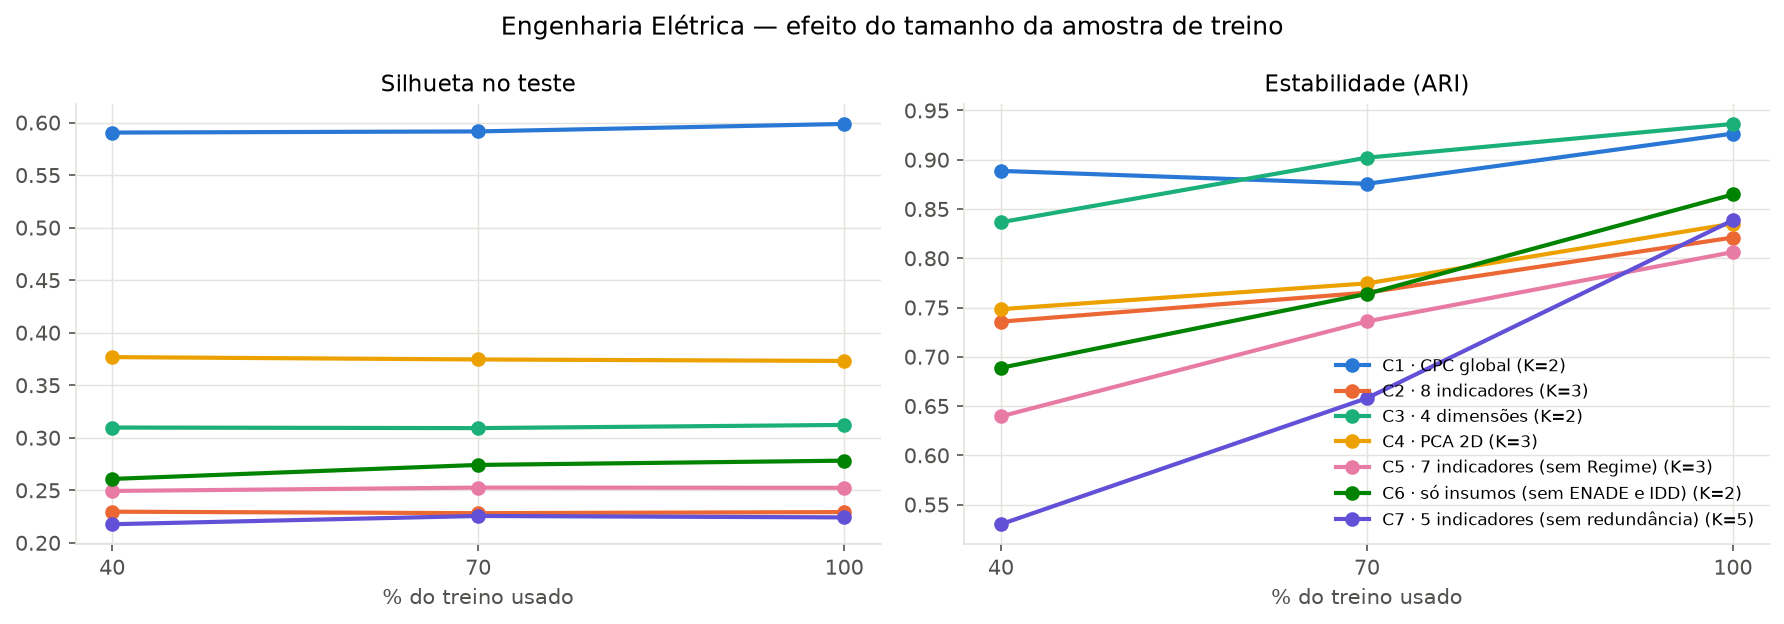 Engenharia Elétrica — efeito do tamanho da amostra de treino
Silhueta no teste
0.60
0.55
0.50
0.45
0.40
0.35
0.30
0.25
0.20
40
70
100
% do treino usado
Estabilidade (ARI)
0.95
0.90
0.85
0.80
0.75
0.70
0.65
0.60
0.55
C1 · CPC global (K=2)
C2 · 8 indicadores (K=3)
C3 · 4 dimensões (K=2)
C4 · PCA 2D (K=3)
C5 · 7 indicadores (sem Regime) (K=3)
C6 · só insumos (sem ENADE e IDD) (K=2)
C7 · 5 indicadores (sem redundância) (K=5)
40
70
100
% do treino usado